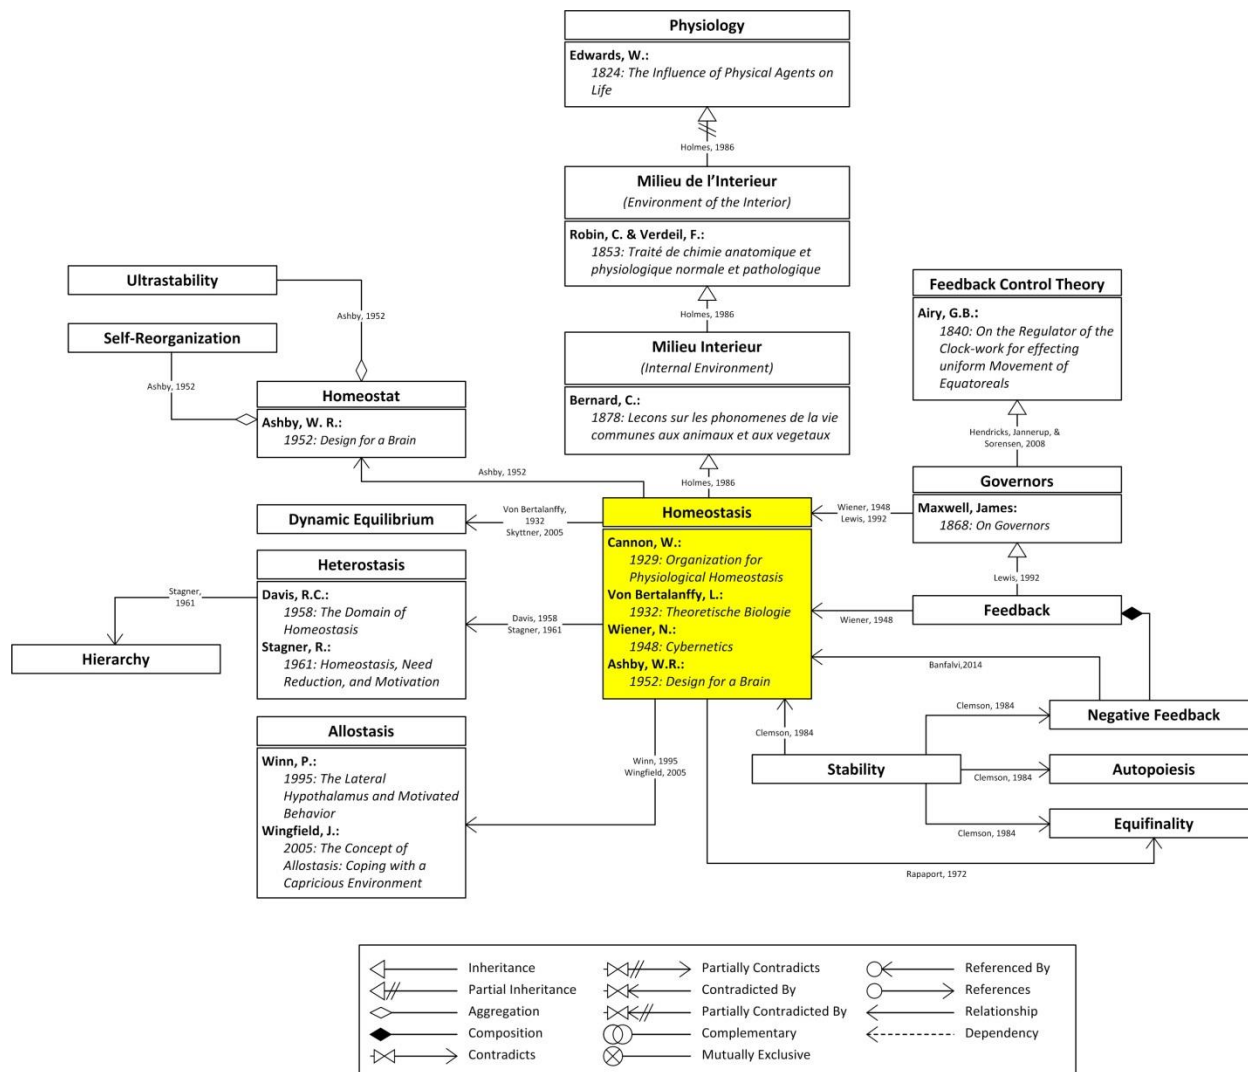 Physiology
Edwards, W.:
1824: The Influence of Physical Agents on
Life
Holmes, 1986
Milieu de l'Interieur
(Environment of the Interior)
Robin, C. & Verdeil, F.:
1853: Traité de chimie anatomique et
physiologique normale et pathologique
Holmes, 1986
Milieu Interieur
(Internal Environment)
Bernard, C.:
1878: Lecons sur les phonomenes de la vie
communes aux animaux et aux vegetaux
Holmes, 1986
Ultrastability
Ashby, 1952
Self-Reorganization
Ashby, 1952
Homeostat
Ashby, W. R.:
1952: Design for a Brain
Ashby, 1952
Feedback Control Theory
Airy, G.B.:
1840: On the Regulator of the
Clock-work for effecting
uniform Movement of
Equatoreals
Hendricks, Jannerup, &
Sorensen, 2008
Governors
Maxwell, James:
1868: On Governors
Lewis, 1992
Wiener, 1948
Lewis, 1992
Dynamic Equilibrium
Von Bertalanffy,
1932
Skyttner, 2005
Homeostasis
Cannon, W.:
1929: Organization for
Physiological Homeostasis
Von Bertalanffy, L.:
1932: Theoretische Biologie
Wiener, N.:
1948: Cybernetics
Ashby, W.R.:
1952: Design for a Brain
Heterostasis
Davis, R.C.:
1958: The Domain of
Homeostasis
Stagner, R.:
1961: Homeostasis, Need
Reduction, and Motivation
Davis, 1958
Stagner, 1961
Stagner,
1961
Hierarchy
Feedback
Wiener, 1948
Banfalvi,2014
Allostasis
Winn, P.:
1995: The Lateral
Hypothalamus and Motivated
Behavior
Wingfield, J.:
2005: The Concept of
Allostasis: Coping with a
Capricious Environment
Winn, 1995
Wingfield, 2005
Clemson, 1984
Stability
Clemson, 1984
Negative Feedback
Clemson, 1984
Autopoiesis
Clemson, 1984
Equifinality
Rapaport, 1972
Inheritance
Partial Inheritance
Aggregation
Composition
Contradicts
Partially Contradicts
Contradicted By
Partially Contradicted By
Complementary
Mutually Exclusive
Referenced By
References
Relationship
Dependency